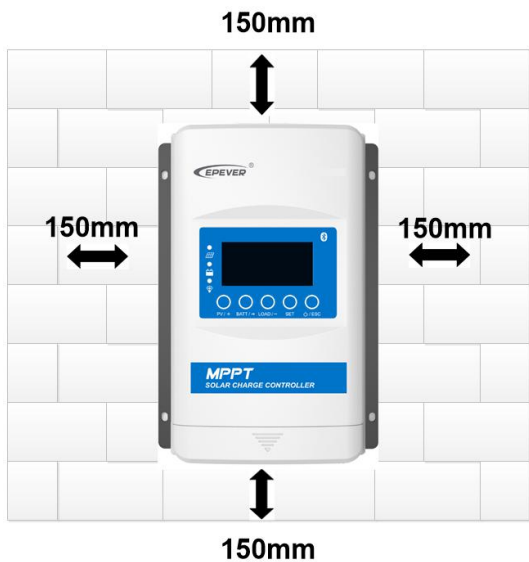 150mm
EPEVER ®
150mm
150mm
PV/+ BATT/+ LOAD/− SET ⏻/ESC
MPPT
SOLAR CHARGE CONTROLLER
150mm